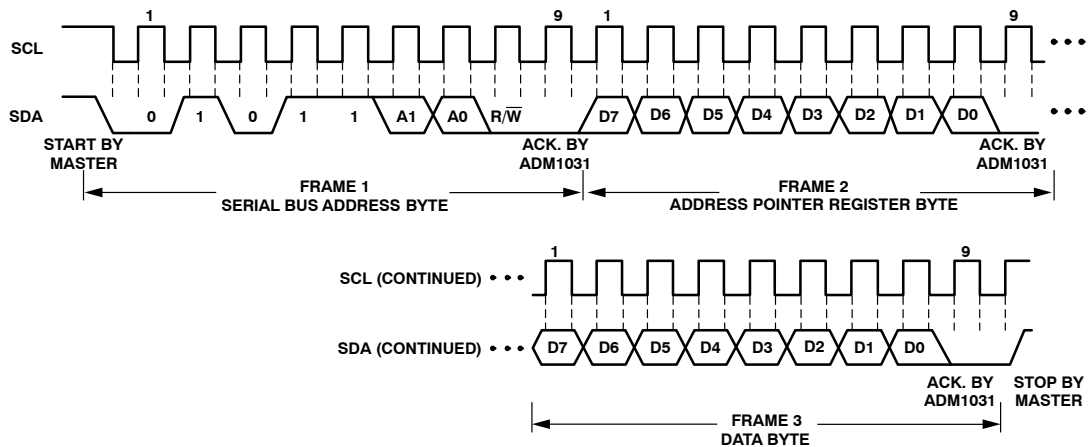 1 9 1 9
SCL
SDA
0 1 0 1 1 A1 A0 R/W̅ D7 D6 D5 D4 D3 D2 D1 D0
START BY
MASTER
ACK. BY
ADM1031
ACK. BY
ADM1031
FRAME 1
SERIAL BUS ADDRESS BYTE
FRAME 2
ADDRESS POINTER REGISTER BYTE
1 9
SCL (CONTINUED)
SDA (CONTINUED)
D7 D6 D5 D4 D3 D2 D1 D0
ACK. BY
ADM1031
STOP BY
MASTER
FRAME 3
DATA BYTE